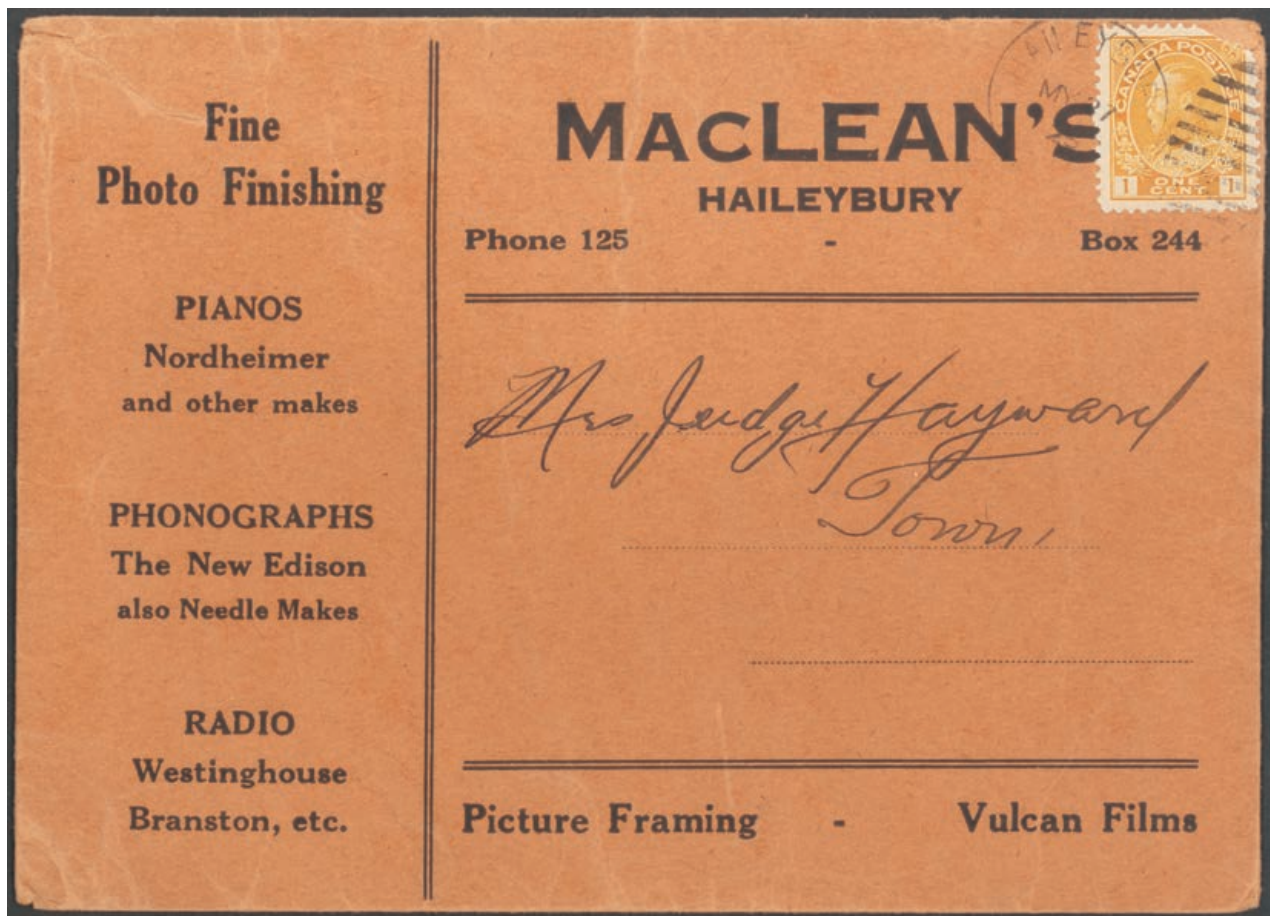 Fine
Photo Finishing
PIANOS
Nordheimer
and other makes
PHONOGRAPHS
The New Edison
also Needle Makes
RADIO
Westinghouse
Branston, etc.
MACLEAN'S
HAILEYBURY
Phone 125 - Box 244
CANADA POSTAGE
1 ONE CENT 1
Mrs Judge Hayward
Town,
Picture Framing - Vulcan Films